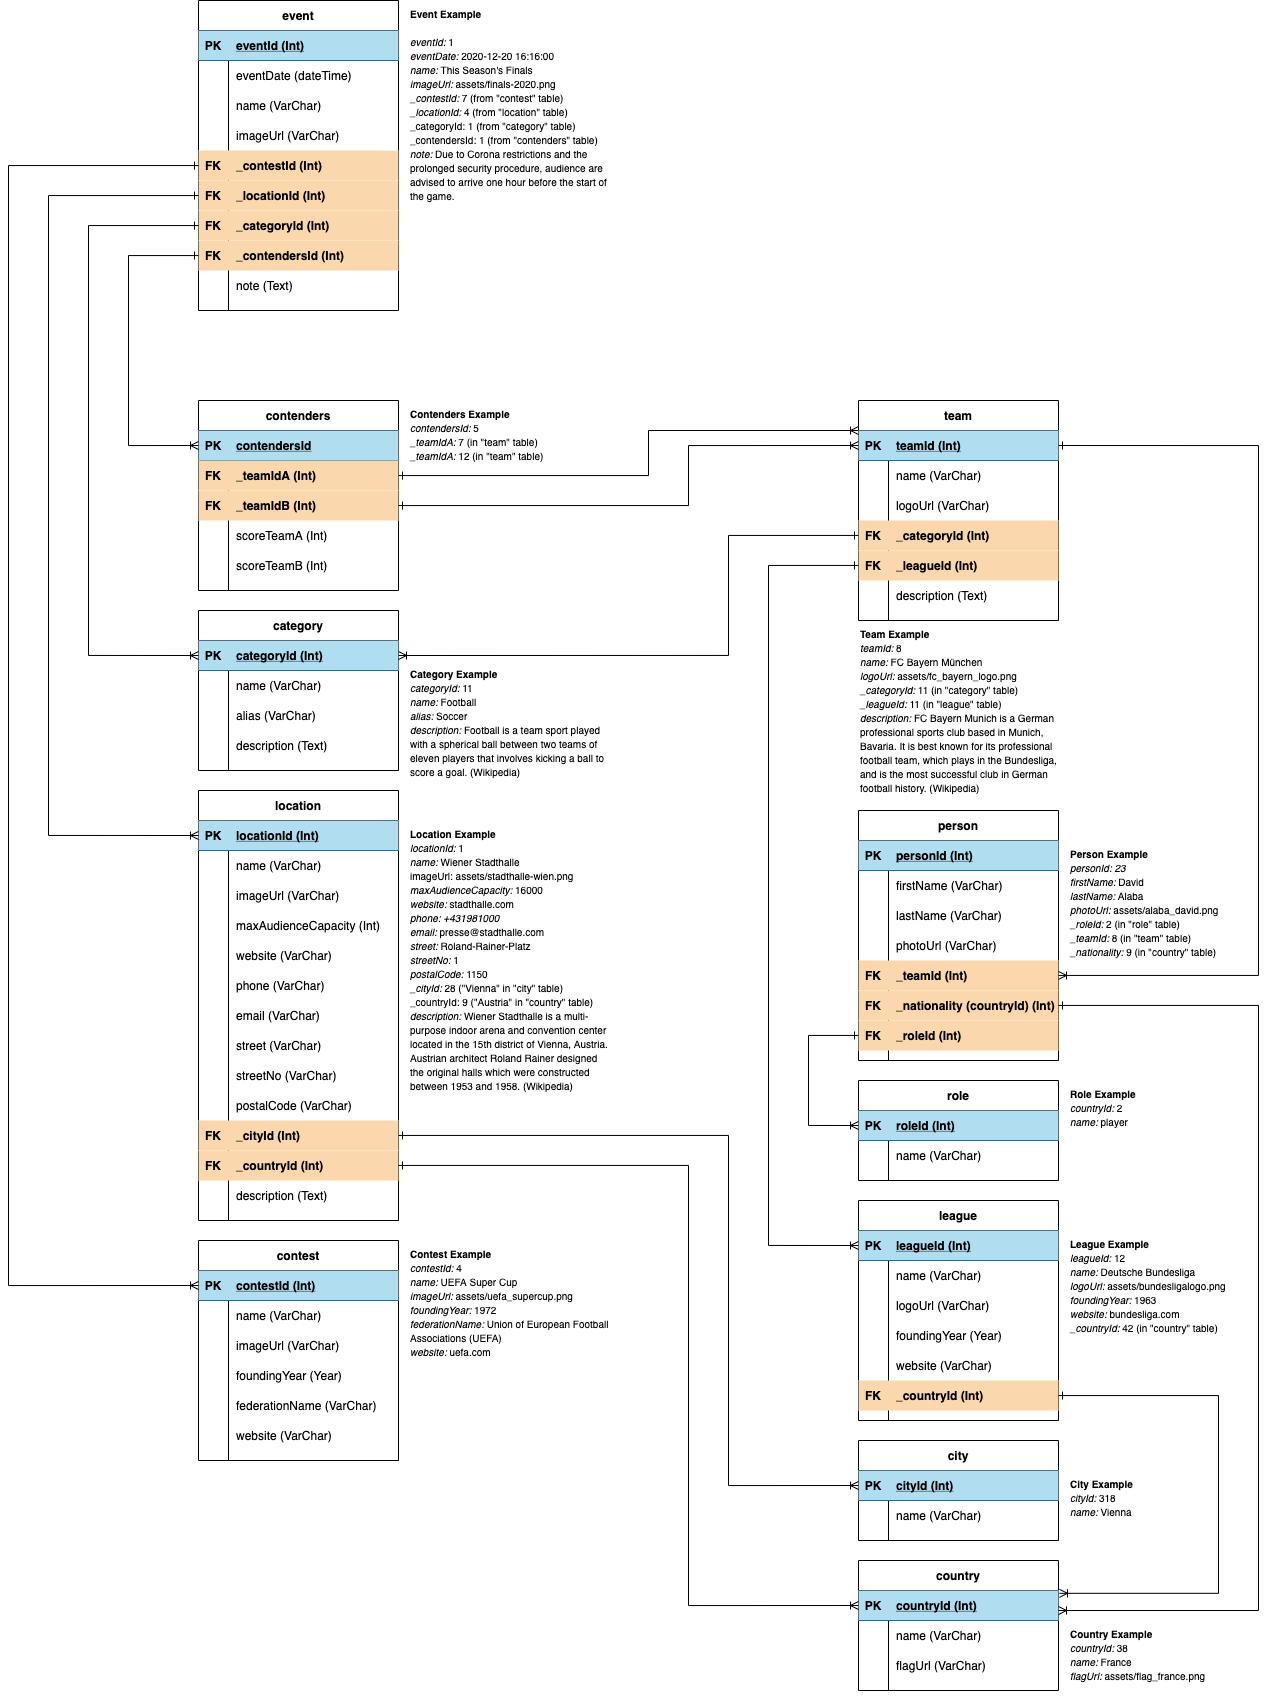 event
PK eventId (Int)
eventDate (dateTime)
name (VarChar)
imageUrl (VarChar)
FK _contestId (Int)
FK _locationId (Int)
FK _categoryId (Int)
FK _contendersId (Int)
note (Text)
Event Example
eventId: 1
eventDate: 2020-12-20 16:16:00
name: This Season's Finals
imageUrl: assets/finals-2020.png
_contestId: 7 (from "contest" table)
_locationId: 4 (from "location" table)
_categoryId: 1 (from "category" table)
_contendersId: 1 (from "contenders" table)
note: Due to Corona restrictions and the
prolonged security procedure, audience are
advised to arrive one hour before the start of
the game.
contenders
PK contendersId
FK _teamIdA (Int)
FK _teamIdB (Int)
scoreTeamA (Int)
scoreTeamB (Int)
Contenders Example
contendersId: 5
_teamIdA: 7 (in "team" table)
_teamIdA: 12 (in "team" table)
team
PK teamId (Int)
name (VarChar)
logoUrl (VarChar)
FK _categoryId (Int)
FK _leagueId (Int)
description (Text)
Team Example
teamId: 8
name: FC Bayern München
logoUrl: assets/fc_bayern_logo.png
_categoryId: 11 (in "category" table)
_leagueId: 11 (in "league" table)
description: FC Bayern Munich is a German
professional sports club based in Munich,
Bavaria. It is best known for its professional
football team, which plays in the Bundesliga,
and is the most successful club in German
football history. (Wikipedia)
category
PK categoryId (Int)
name (VarChar)
alias (VarChar)
description (Text)
Category Example
categoryId: 11
name: Football
alias: Soccer
description: Football is a team sport played
with a spherical ball between two teams of
eleven players that involves kicking a ball to
score a goal. (Wikipedia)
location
PK locationId (Int)
name (VarChar)
imageUrl (VarChar)
maxAudienceCapacity (Int)
website (VarChar)
phone (VarChar)
email (VarChar)
street (VarChar)
streetNo (VarChar)
postalCode (VarChar)
FK _cityId (Int)
FK _countryId (Int)
description (Text)
Location Example
locationId: 1
name: Wiener Stadthalle
imageUrl: assets/stadthalle-wien.png
maxAudienceCapacity: 16000
website: stadthalle.com
phone: +431981000
email: presse@stadthalle.com
street: Roland-Rainer-Platz
streetNo: 1
postalCode: 1150
_cityId: 28 ("Vienna" in "city" table)
_countryId: 9 ("Austria" in "country" table)
description: Wiener Stadthalle is a multi-
purpose indoor arena and convention center
located in the 15th district of Vienna, Austria.
Austrian architect Roland Rainer designed
the original halls which were constructed
between 1953 and 1958. (Wikipedia)
person
PK personId (Int)
firstName (VarChar)
lastName (VarChar)
photoUrl (VarChar)
FK _teamId (Int)
FK _nationality (countryId) (Int)
FK _roleId (Int)
Person Example
personId: 23
firstName: David
lastName: Alaba
photoUrl: assets/alaba_david.png
_roleId: 2 (in "role" table)
_teamId: 8 (in "team" table)
_nationality: 9 (in "country" table)
role
PK roleId (Int)
name (VarChar)
Role Example
countryId: 2
name: player
league
PK leagueId (Int)
name (VarChar)
logoUrl (VarChar)
foundingYear (Year)
website (VarChar)
FK _countryId (Int)
League Example
leagueId: 12
name: Deutsche Bundesliga
logoUrl: assets/bundesligalogo.png
foundingYear: 1963
website: bundesliga.com
_countryId: 42 (in "country" table)
contest
PK contestId (Int)
name (VarChar)
imageUrl (VarChar)
foundingYear (Year)
federationName (VarChar)
website (VarChar)
Contest Example
contestId: 4
name: UEFA Super Cup
imageUrl: assets/uefa_supercup.png
foundingYear: 1972
federationName: Union of European Football
Associations (UEFA)
website: uefa.com
city
PK cityId (Int)
name (VarChar)
City Example
cityId: 318
name: Vienna
country
PK countryId (Int)
name (VarChar)
flagUrl (VarChar)
Country Example
countryId: 38
name: France
flagUrl: assets/flag_france.png